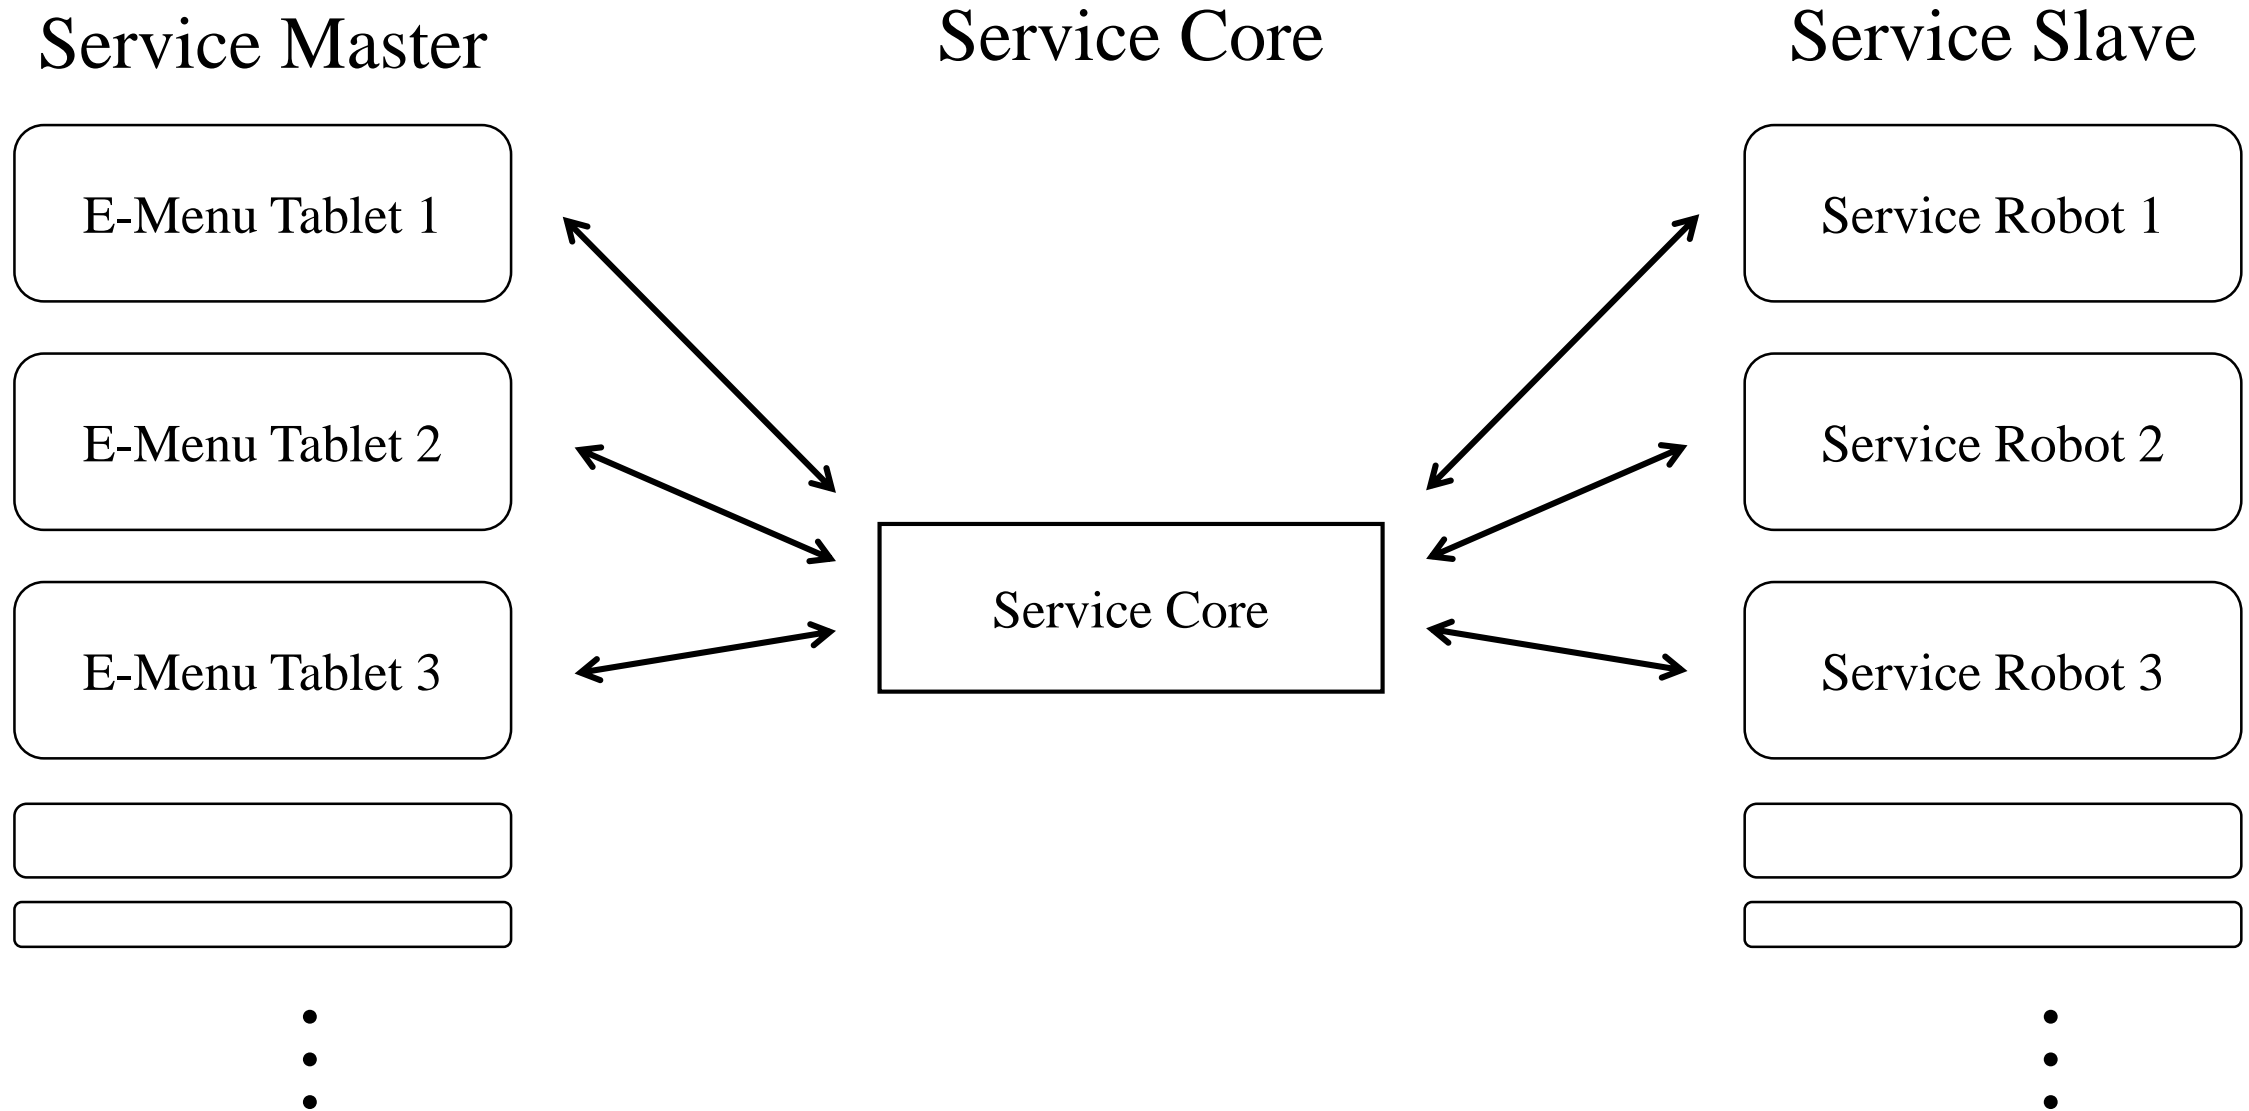 Service Master
Service Core
Service Slave
E-Menu Tablet 1
Service Robot 1
E-Menu Tablet 2
Service Robot 2
Service Core
E-Menu Tablet 3
Service Robot 3